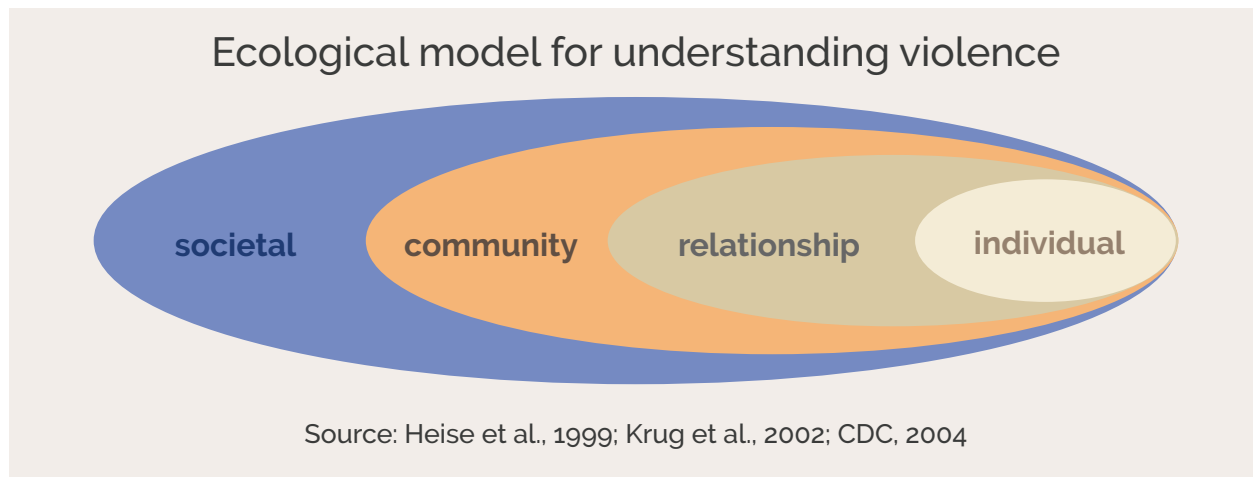 Ecological model for understanding violence
societal community relationship individual
Source: Heise et al., 1999; Krug et al., 2002; CDC, 2004